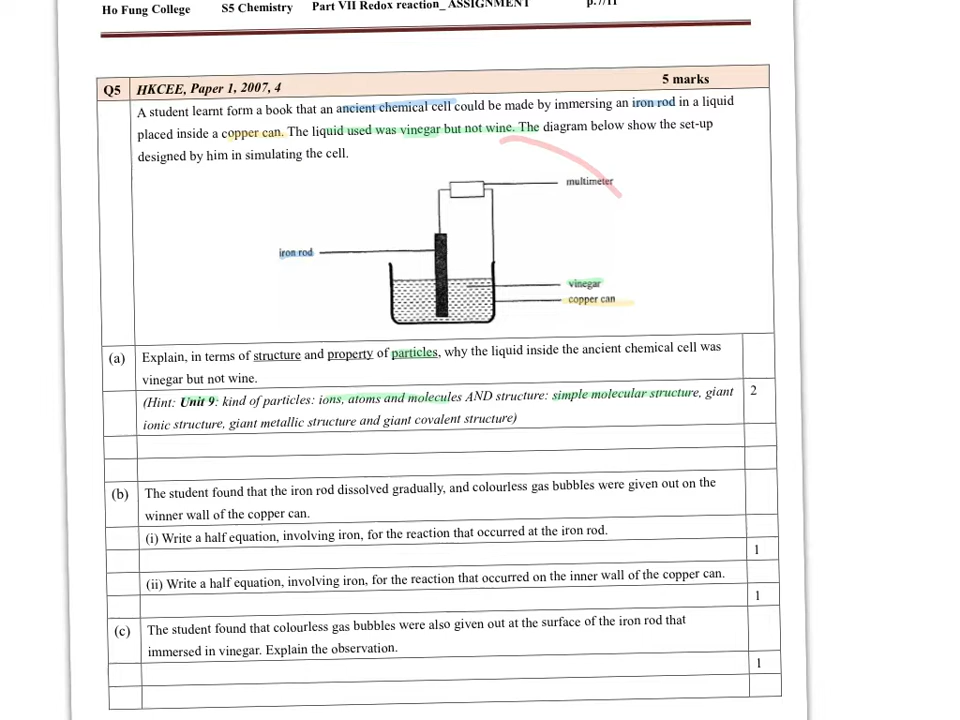 Ho Fung College S5 Chemistry Part VII Redox reaction_ ASSIGNMENT p.7/11
Q5 HKCEE, Paper 1, 2007, 4 5 marks
A student learnt form a book that an ancient chemical cell could be made by immersing an iron rod in a liquid
placed inside a copper can. The liquid used was vinegar but not wine. The diagram below show the set-up
designed by him in simulating the cell.
multimeter
iron rod
vinegar
copper can
(a) Explain, in terms of structure and property of particles, why the liquid inside the ancient chemical cell was
vinegar but not wine.
(Hint: Unit 9: kind of particles: ions, atoms and molecules AND structure: simple molecular structure, giant 2
ionic structure, giant metallic structure and giant covalent structure)
(b) The student found that the iron rod dissolved gradually, and colourless gas bubbles were given out on the
winner wall of the copper can.
(i) Write a half equation, involving iron, for the reaction that occurred at the iron rod.
1
(ii) Write a half equation, involving iron, for the reaction that occurred on the inner wall of the copper can.
1
(c) The student found that colourless gas bubbles were also given out at the surface of the iron rod that
immersed in vinegar. Explain the observation.
1